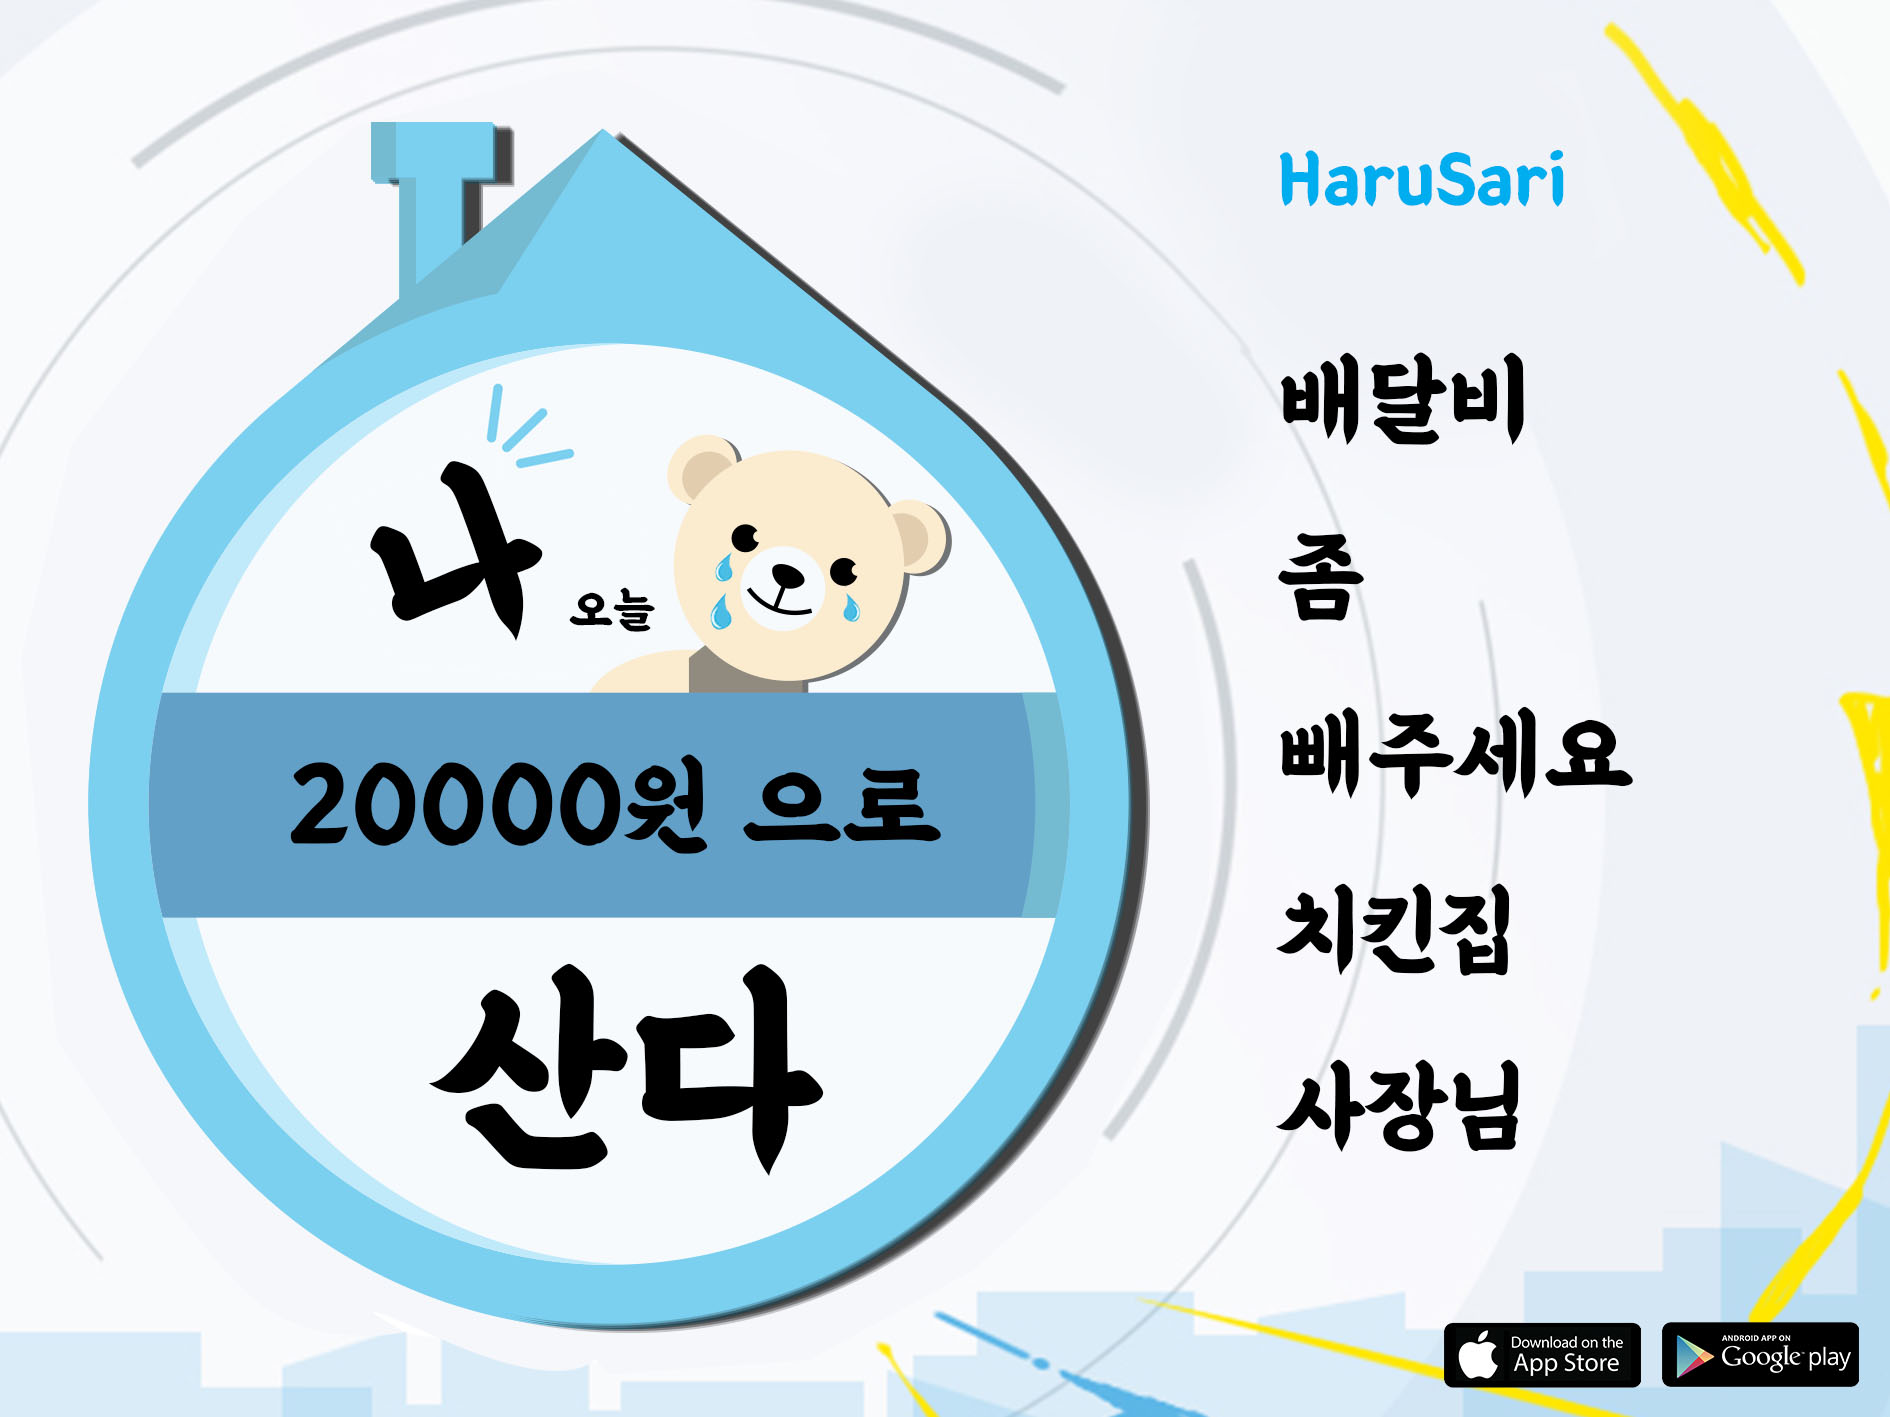 나 오늘
20000원 으로
산다
HaruSari
배달비
좀
빼주세요
치킨집
사장님
Download on the
App Store
ANDROID APP ON
Google play